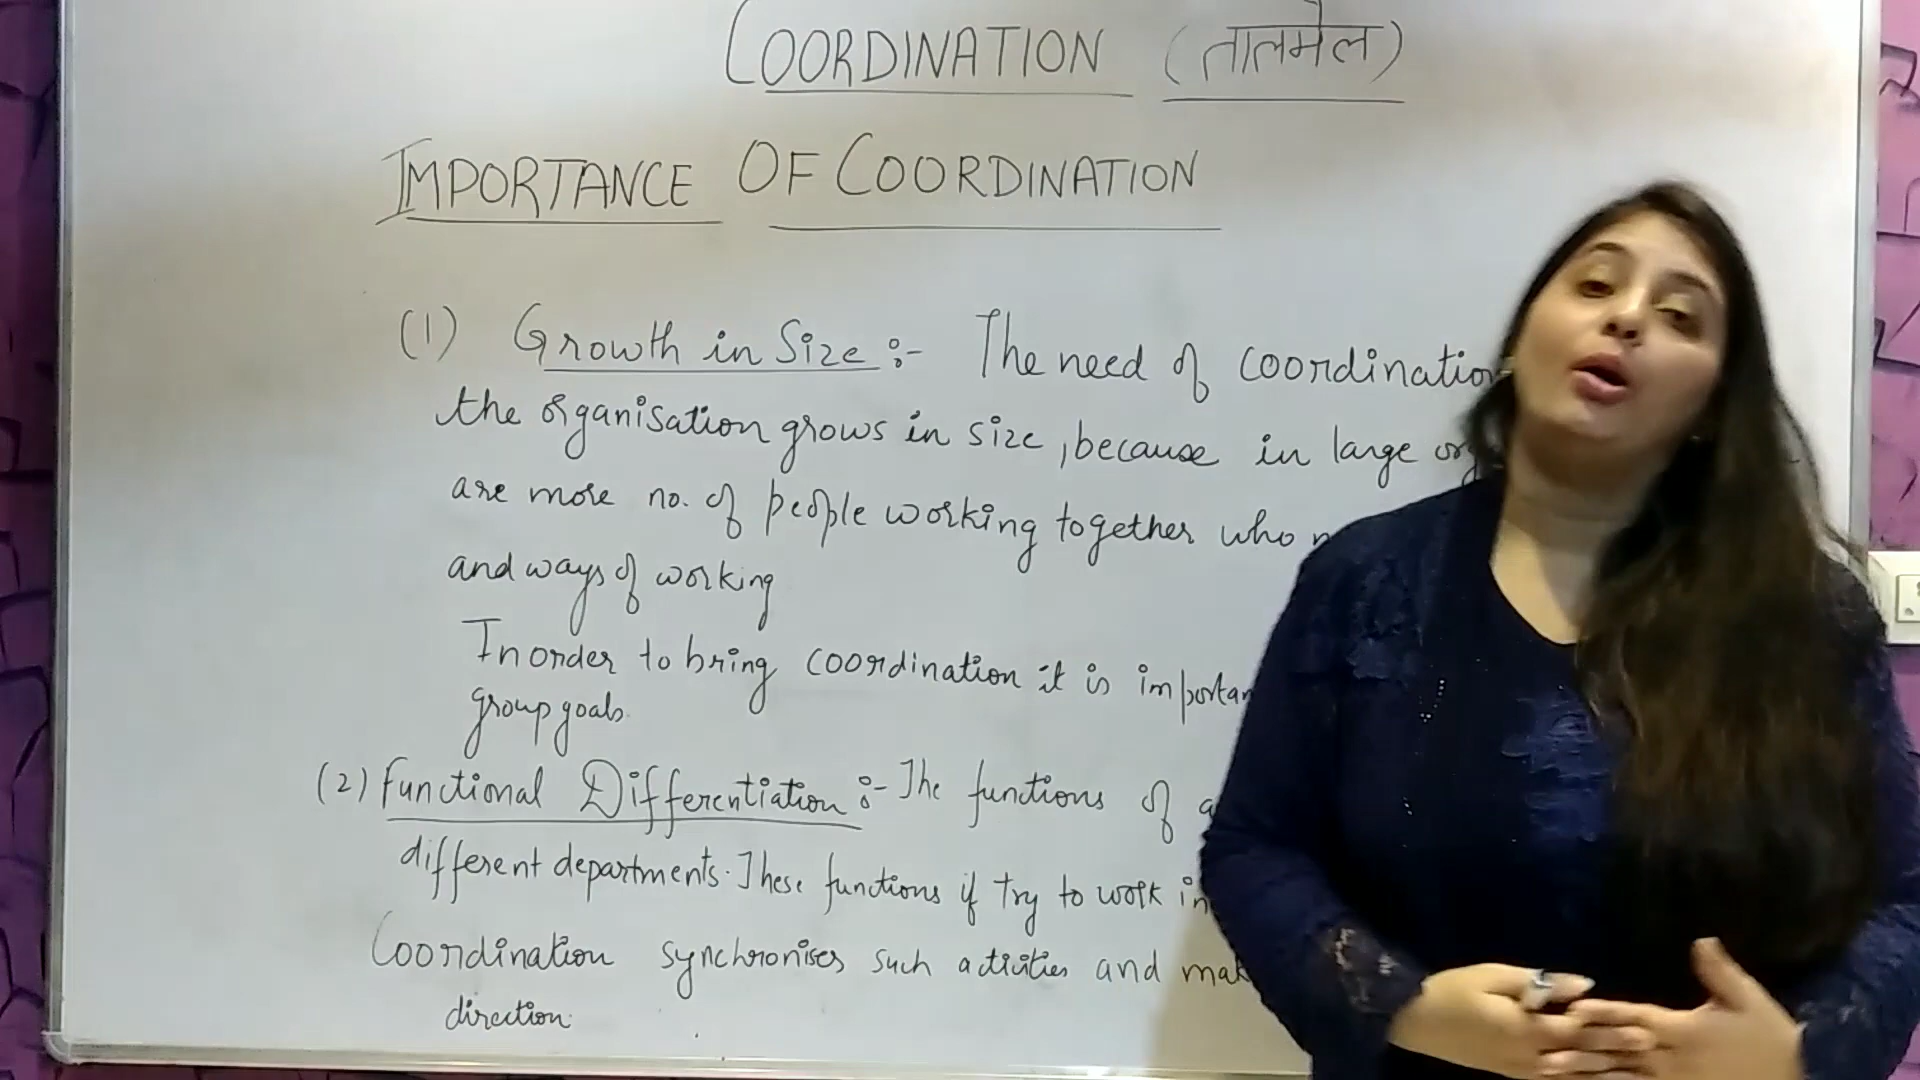 COORDINATION (तालमेल)
IMPORTANCE OF COORDINATION
(1) Growth in Size :- The need of coordination
the organisation grows in size, because in large
are more no. of people working together who
and ways of working
In order to bring coordination it is
group goals.
(2) Functional Differentiation :- The functions of
different departments. These functions if try to work
Coordination synchronises such activities and
direction.